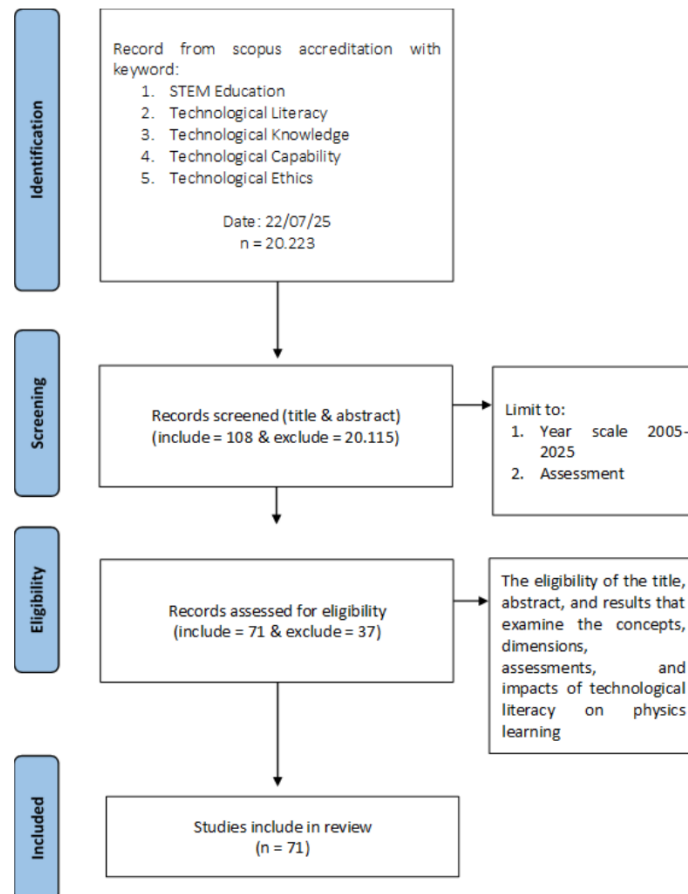 Identification
Record from scopus accreditation with
keyword:
1. STEM Education
2. Technological Literacy
3. Technological Knowledge
4. Technological Capability
5. Technological Ethics
Date: 22/07/25
n = 20.223
Screening
Records screened (title & abstract)
(include = 108 & exclude = 20.115)
Limit to:
1. Year scale 2005-
2025
2. Assessment
Eligibility
Records assessed for eligibility
(include = 71 & exclude = 37)
The eligibility of the title,
abstract, and results that
examine the concepts,
dimensions,
assessments, and
impacts of technological
literacy on physics
learning
Included
Studies include in review
(n = 71)